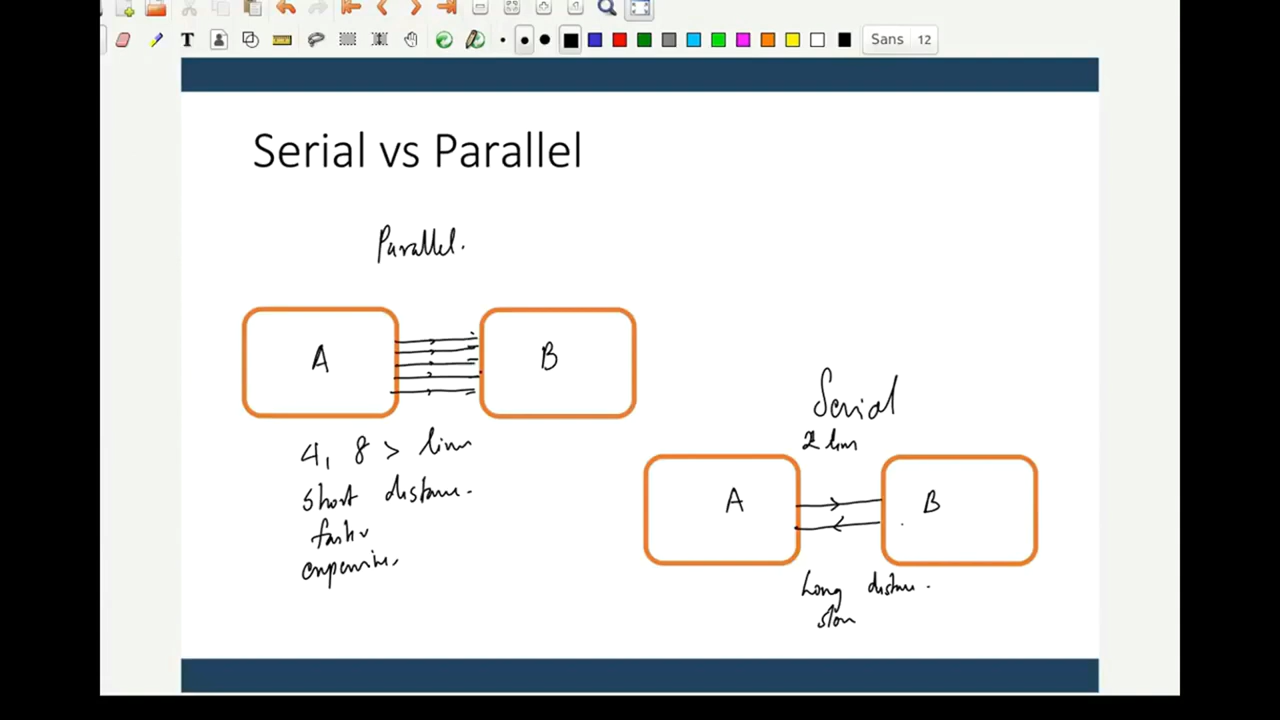 Sans 12
Serial vs Parallel
Parallel.
A
B
4, 8 > line
short distance.
faster
expensive.
Serial
2 line
A
B
Long distance.
slow